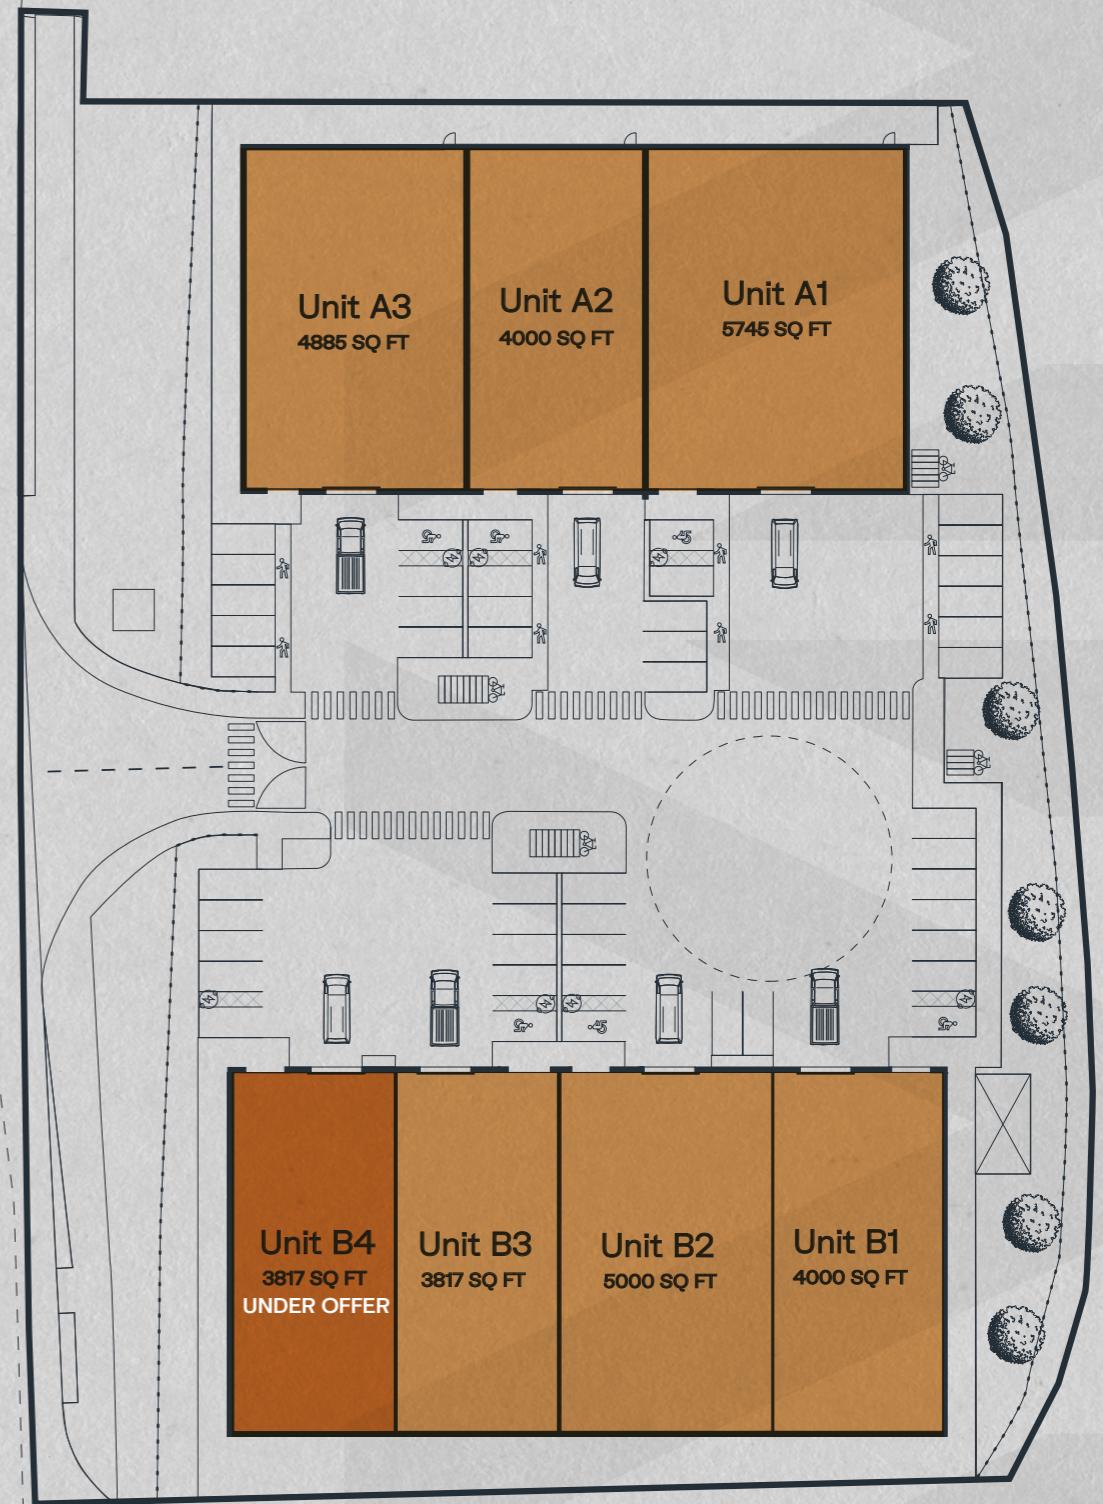 Unit A3
4885 SQ FT
Unit A2
4000 SQ FT
Unit A1
5745 SQ FT
Unit B4
3817 SQ FT
UNDER OFFER
Unit B3
3817 SQ FT
Unit B2
5000 SQ FT
Unit B1
4000 SQ FT